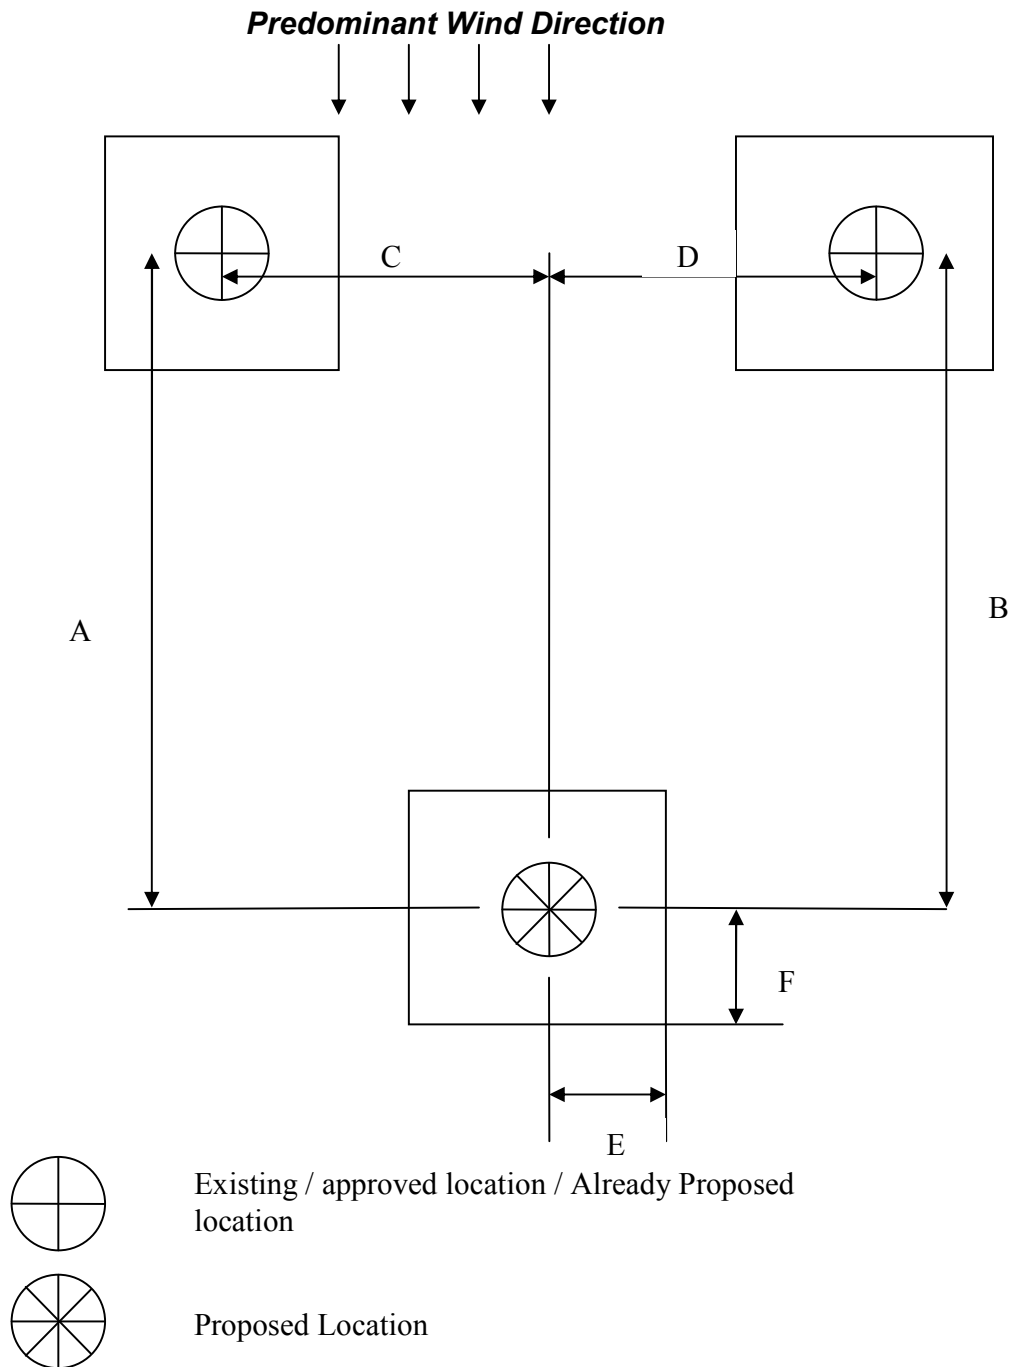 Predominant Wind Direction
C
D
A
B
F
E
Existing / approved location / Already Proposed
location
Proposed Location